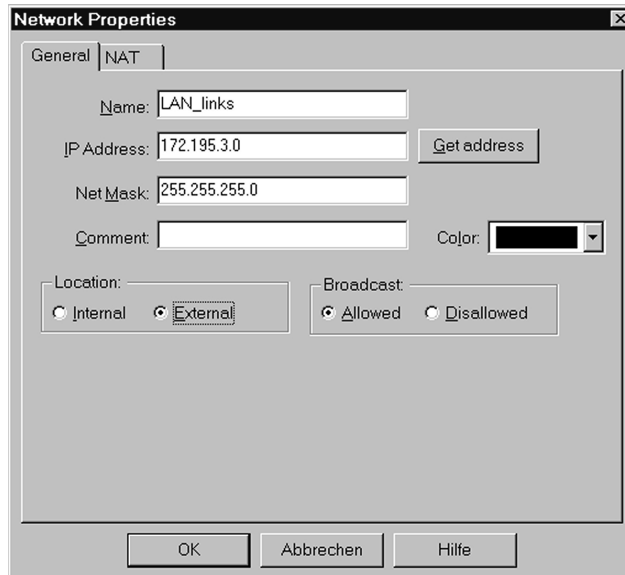 Network Properties
General NAT
Name: LAN_links
IP Address: 172.195.3.0 Get address
Net Mask: 255.255.255.0
Comment: Color:
Location: Broadcast:
Internal External Allowed Disallowed
OK Abbrechen Hilfe